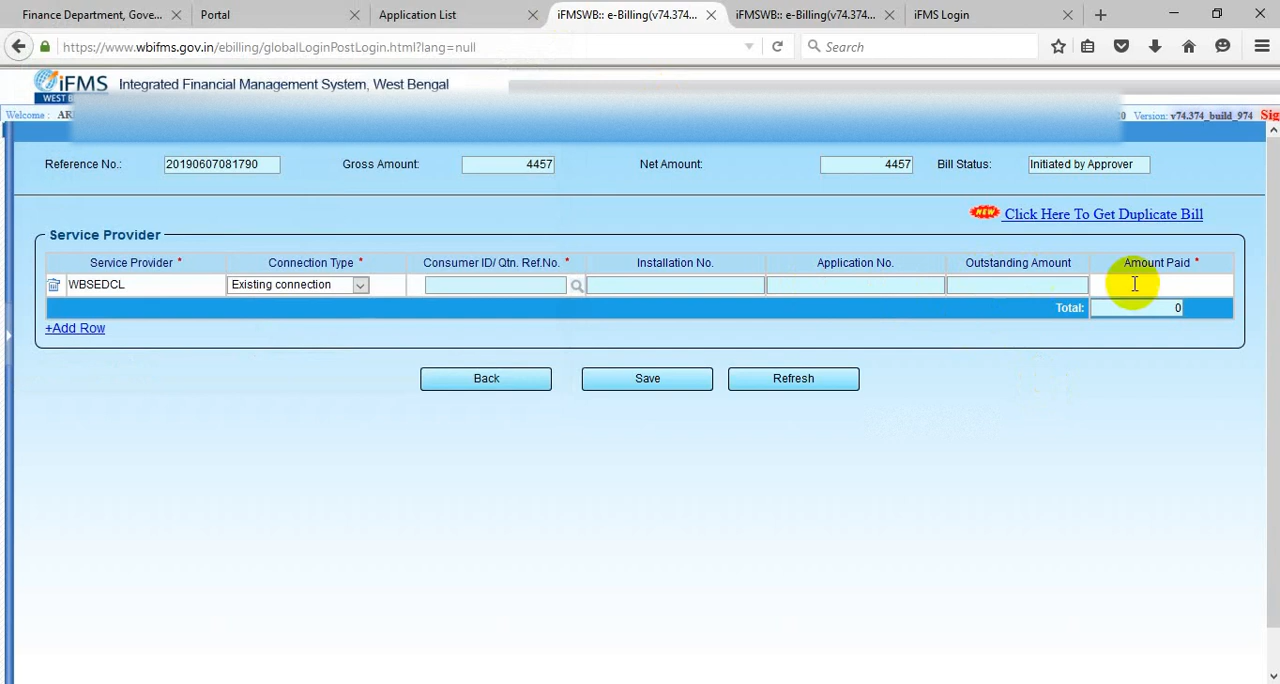 Finance Department, Gove... Portal Application List iFMSWB:: e-Billing(v74.374... iFMSWB:: e-Billing(v74.374... iFMS Login
https://www.wbifms.gov.in/ebilling/globalLoginPostLogin.html?lang=null Search
iFMS Integrated Financial Management System, West Bengal
WEST
Welcome : Version: v74.374_build_974 Sig
Reference No.: 20190607081790 Gross Amount: 4457 Net Amount: 4457 Bill Status: Initiated by Approver
NEW Click Here To Get Duplicate Bill
Service Provider
Service Provider * Connection Type * Consumer ID/ Qtn. Ref.No. * Installation No. Application No. Outstanding Amount Amount Paid *
WBSEDCL Existing connection
Total: 0
+Add Row
Back Save Refresh